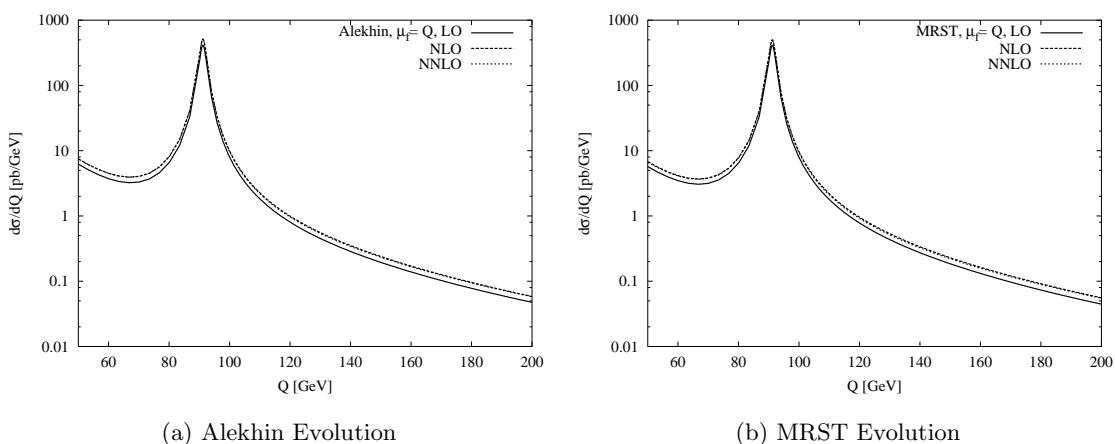 1000
100
10
1
0.1
0.01
dσ/dQ [pb/GeV]
Alekhin, μf= Q, LO
NLO
NNLO
60 80 100 120 140 160 180 200
Q [GeV]
(a) Alekhin Evolution
1000
100
10
1
0.1
0.01
dσ/dQ [pb/GeV]
MRST, μf= Q, LO
NLO
NNLO
60 80 100 120 140 160 180 200
Q [GeV]
(b) MRST Evolution